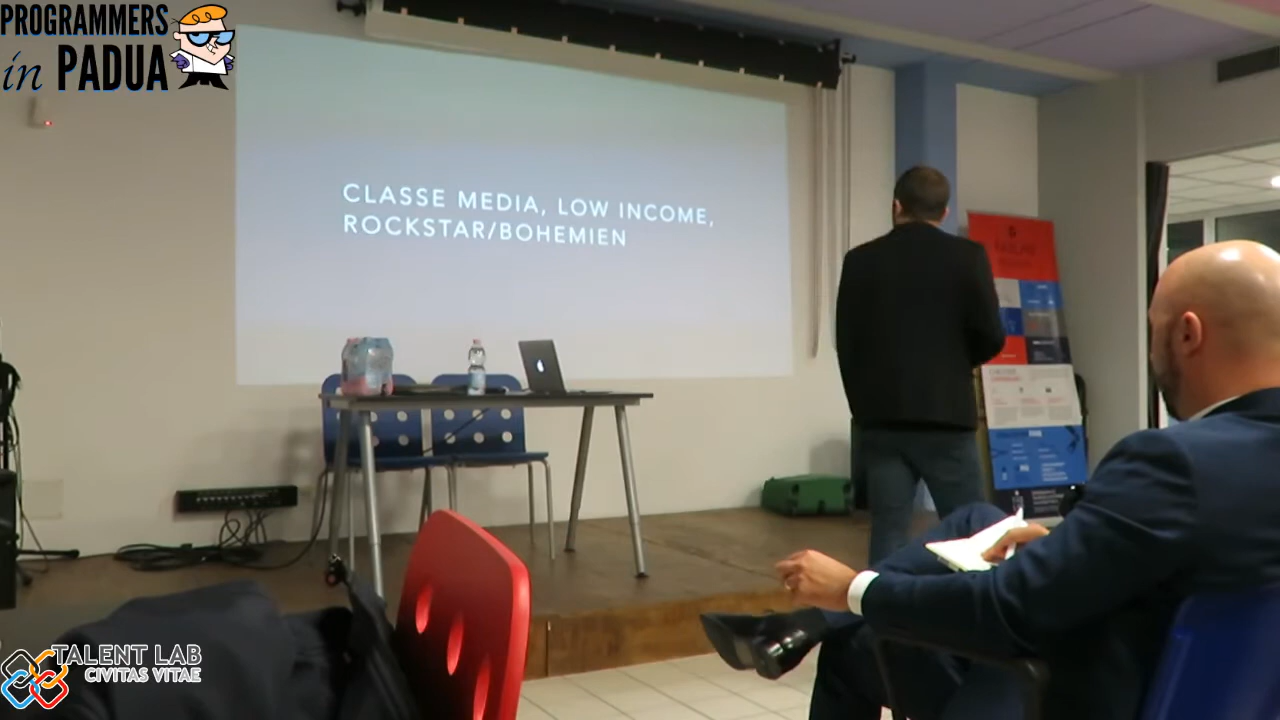 PROGRAMMERS
in PADUA
CLASSE MEDIA, LOW INCOME,
ROCKSTAR/BOHEMIEN
TALENT LAB
CIVITAS VITAE